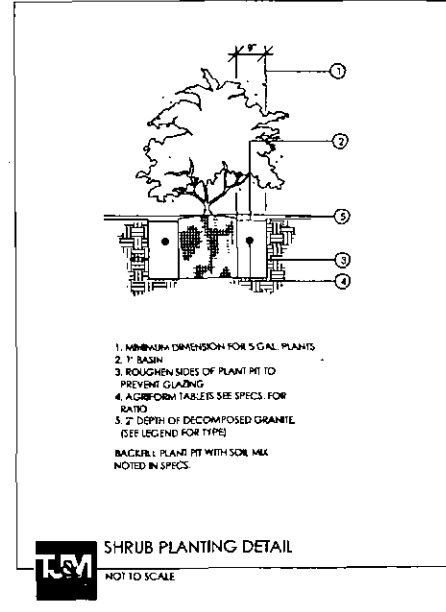 9"
1
2
5
3
4
1. MINIMUM DIMENSION FOR 5 GAL. PLANTS
2. 1" BASIN
3. ROUGHEN SIDES OF PLANT PIT TO
PREVENT GLAZING
4. AGRIFORM TABLETS SEE SPECS. FOR
RATIO
5. 2" DEPTH OF DECOMPOSED GRANITE
(SEE LEGEND FOR TYPE)
BACKFILL PLANT PIT WITH SOIL MIX
NOTED IN SPECS.
TJ&M
SHRUB PLANTING DETAIL
NOT TO SCALE